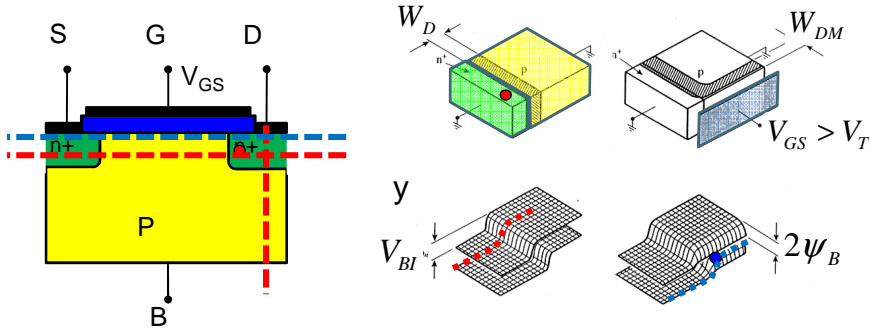 S G D
V_GS
n+ n+
P
B
W_D
n+
p
W_DM
p
V_GS > V_T
y
V_BI
2ψ_B